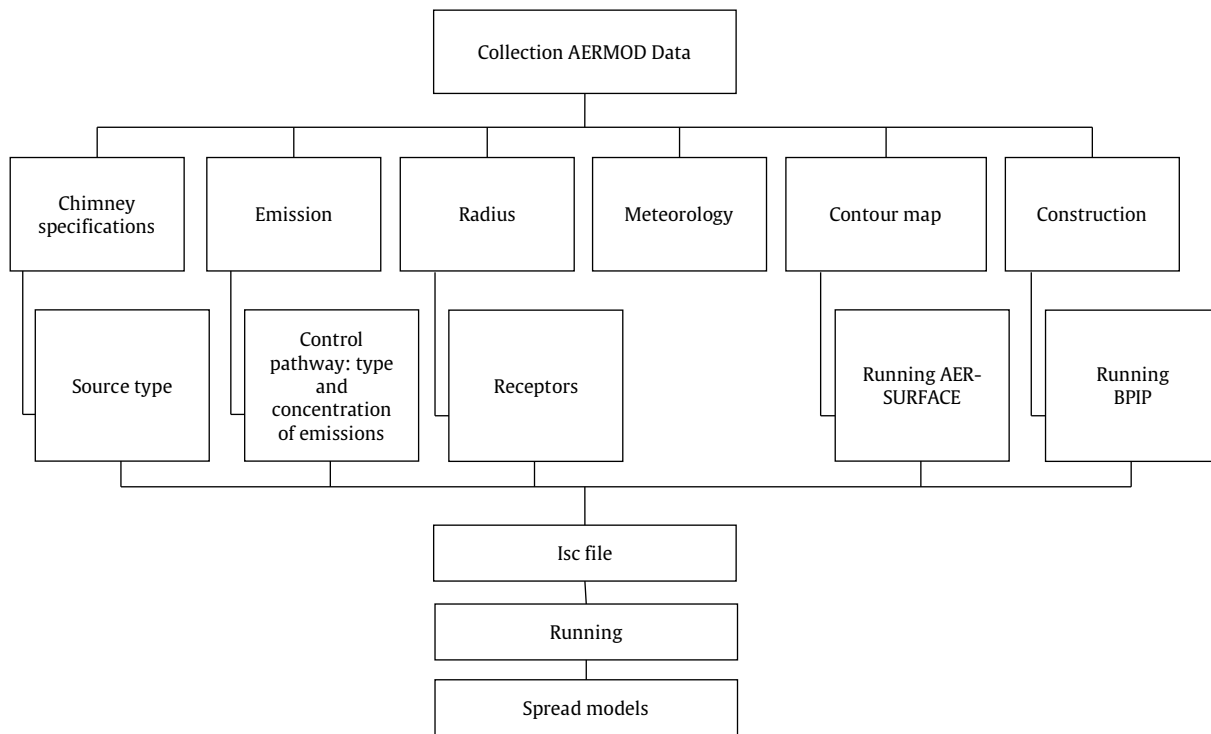 Collection AERMOD Data
Chimney
specifications
Emission
Radius
Meteorology
Contour map
Construction
Source type
Control
pathway: type
and
concentration
of emissions
Receptors
Running AER-
SURFACE
Running
BPIP
Isc file
Running
Spread models